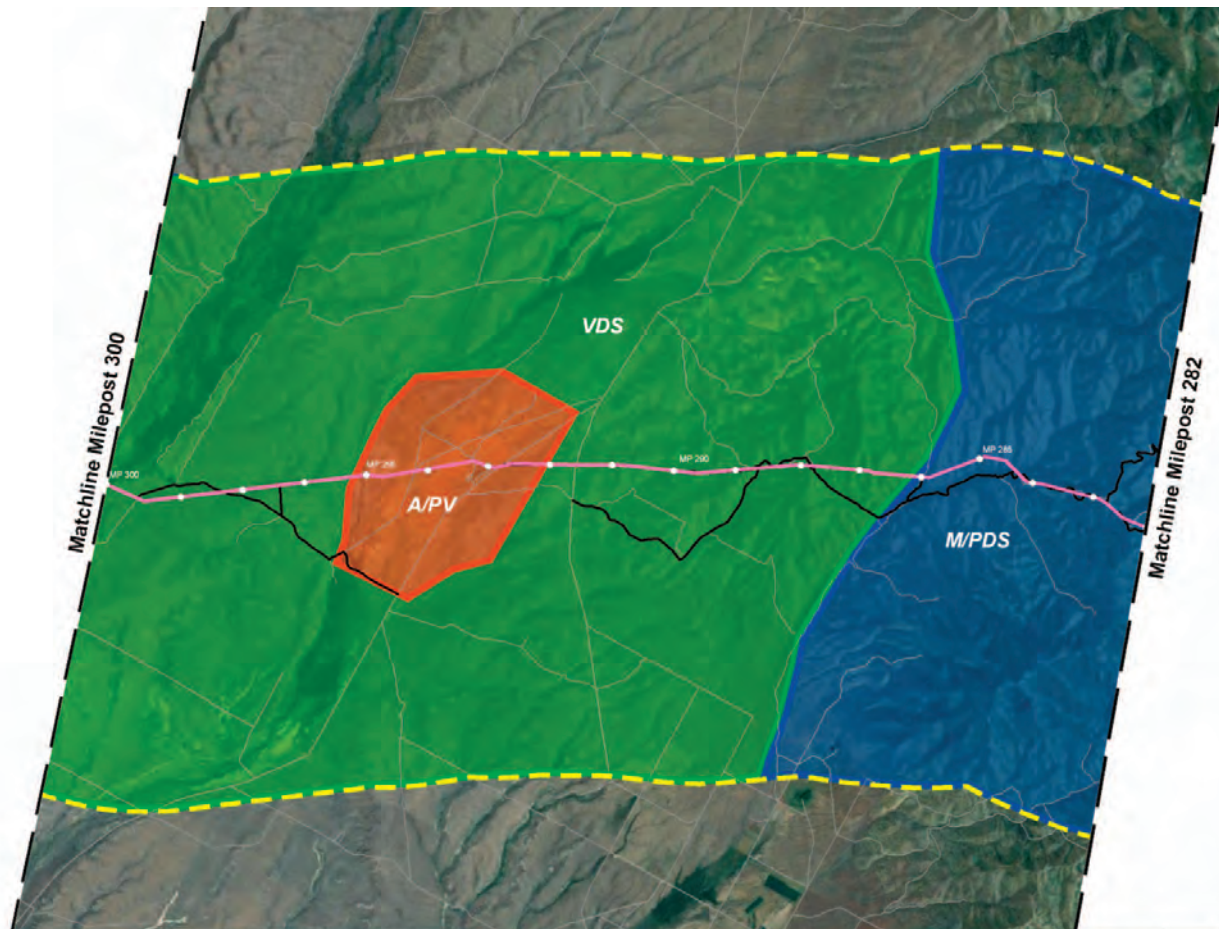 VDS
Matchline Milepost 300
Matchline Milepost 282
MP 285
MP 290
MP 295
MP 300
A/PV
M/PDS